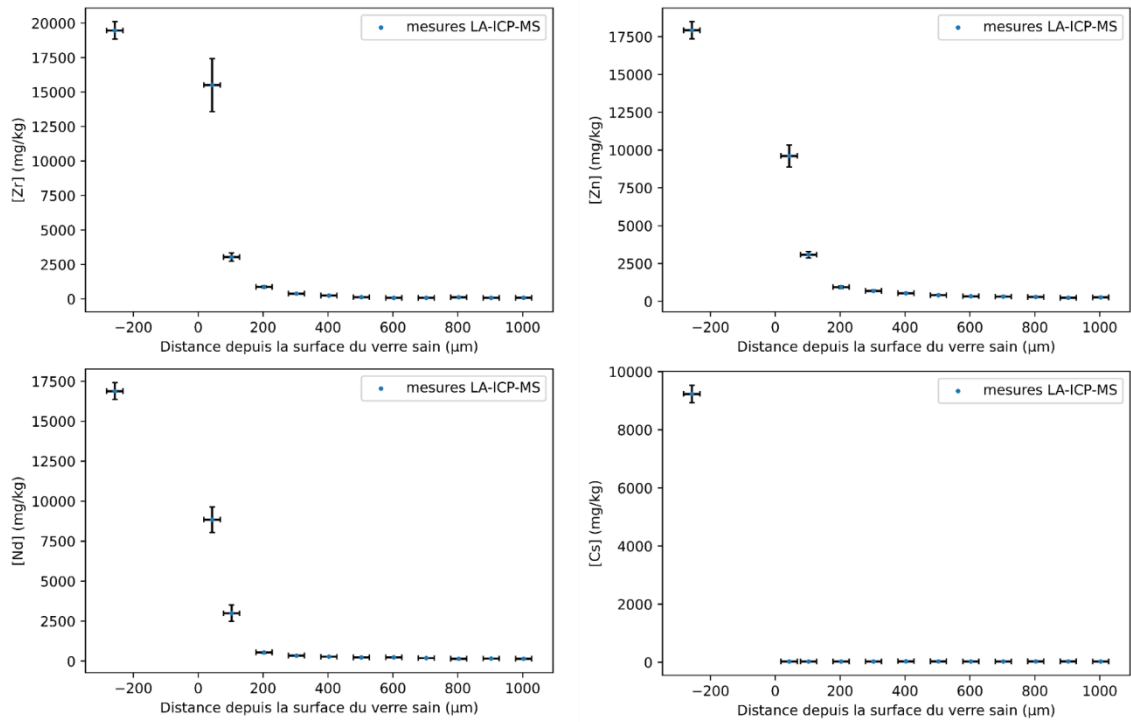 20000
17500
15000
12500
10000
7500
5000
2500
0
[Zr] (mg/kg)
mesures LA-ICP-MS
−200 0 200 400 600 800 1000
Distance depuis la surface du verre sain (µm)
17500
15000
12500
10000
7500
5000
2500
0
[Zn] (mg/kg)
mesures LA-ICP-MS
−200 0 200 400 600 800 1000
Distance depuis la surface du verre sain (µm)
17500
15000
12500
10000
7500
5000
2500
0
[Nd] (mg/kg)
mesures LA-ICP-MS
−200 0 200 400 600 800 1000
Distance depuis la surface du verre sain (µm)
10000
8000
6000
4000
2000
0
[Cs] (mg/kg)
mesures LA-ICP-MS
−200 0 200 400 600 800 1000
Distance depuis la surface du verre sain (µm)